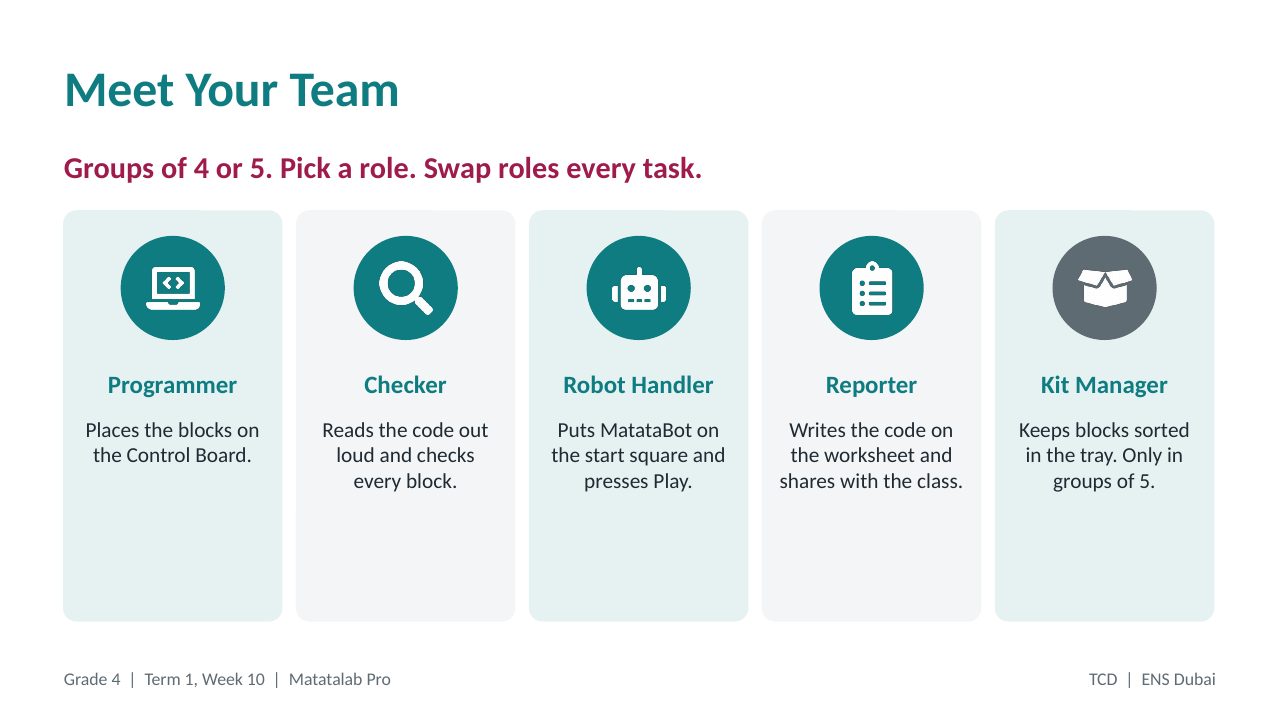 Meet Your Team
Groups of 4 or 5. Pick a role. Swap roles every task.
Programmer
Places the blocks on
the Control Board.
Checker
Reads the code out
loud and checks
every block.
Robot Handler
Puts MatataBot on
the start square and
presses Play.
Reporter
Writes the code on
the worksheet and
shares with the class.
Kit Manager
Keeps blocks sorted
in the tray. Only in
groups of 5.
Grade 4 | Term 1, Week 10 | Matatalab Pro
TCD | ENS Dubai